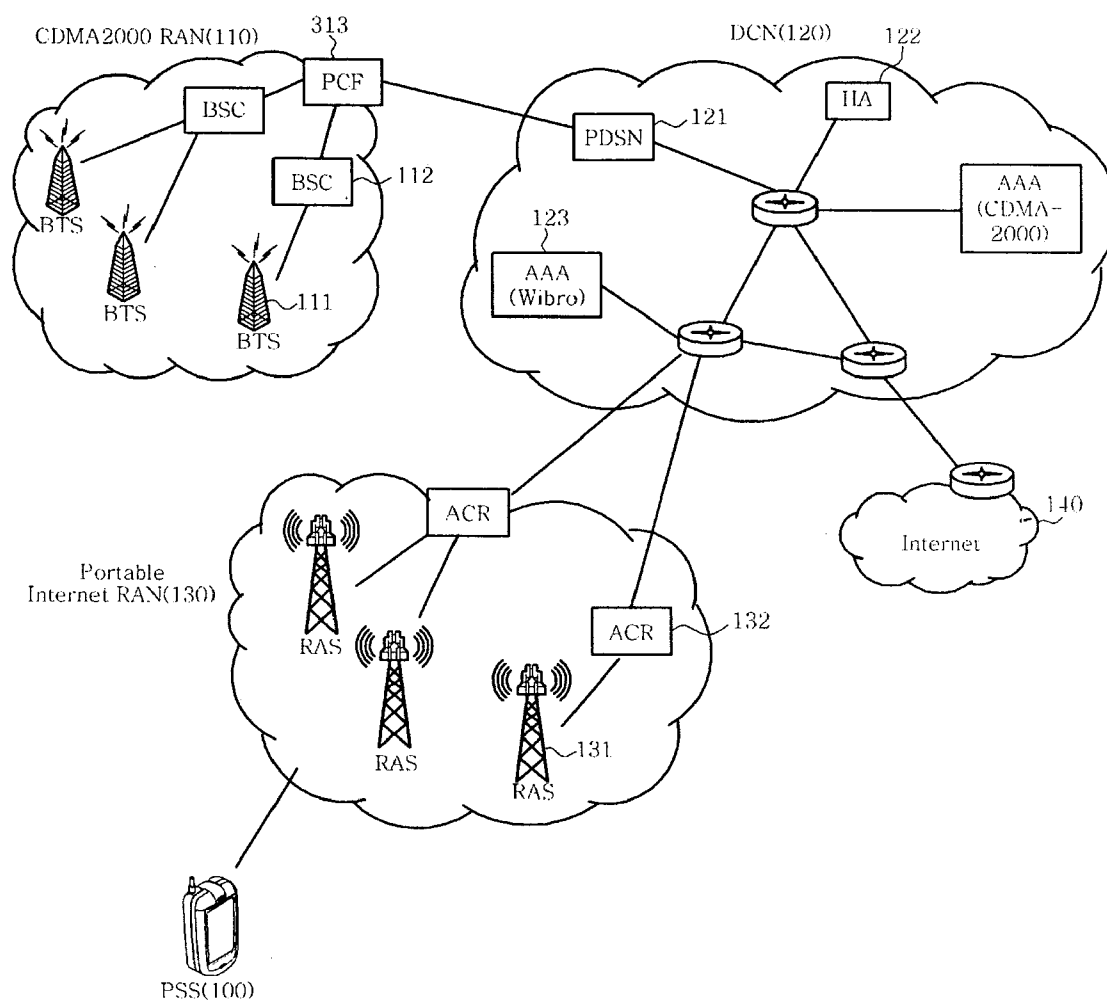 CDMA2000 RAN(110)
313
DCN(120)
122
PCF
HA
BSC
121
PDSN
BSC
112
AAA
(CDMA-
2000)
BTS
123
AAA
(Wibro)
BTS
111
BTS
ACR
140
Internet
Portable
Internet RAN(130)
RAS
ACR
132
RAS
131
RAS
PSS(100)